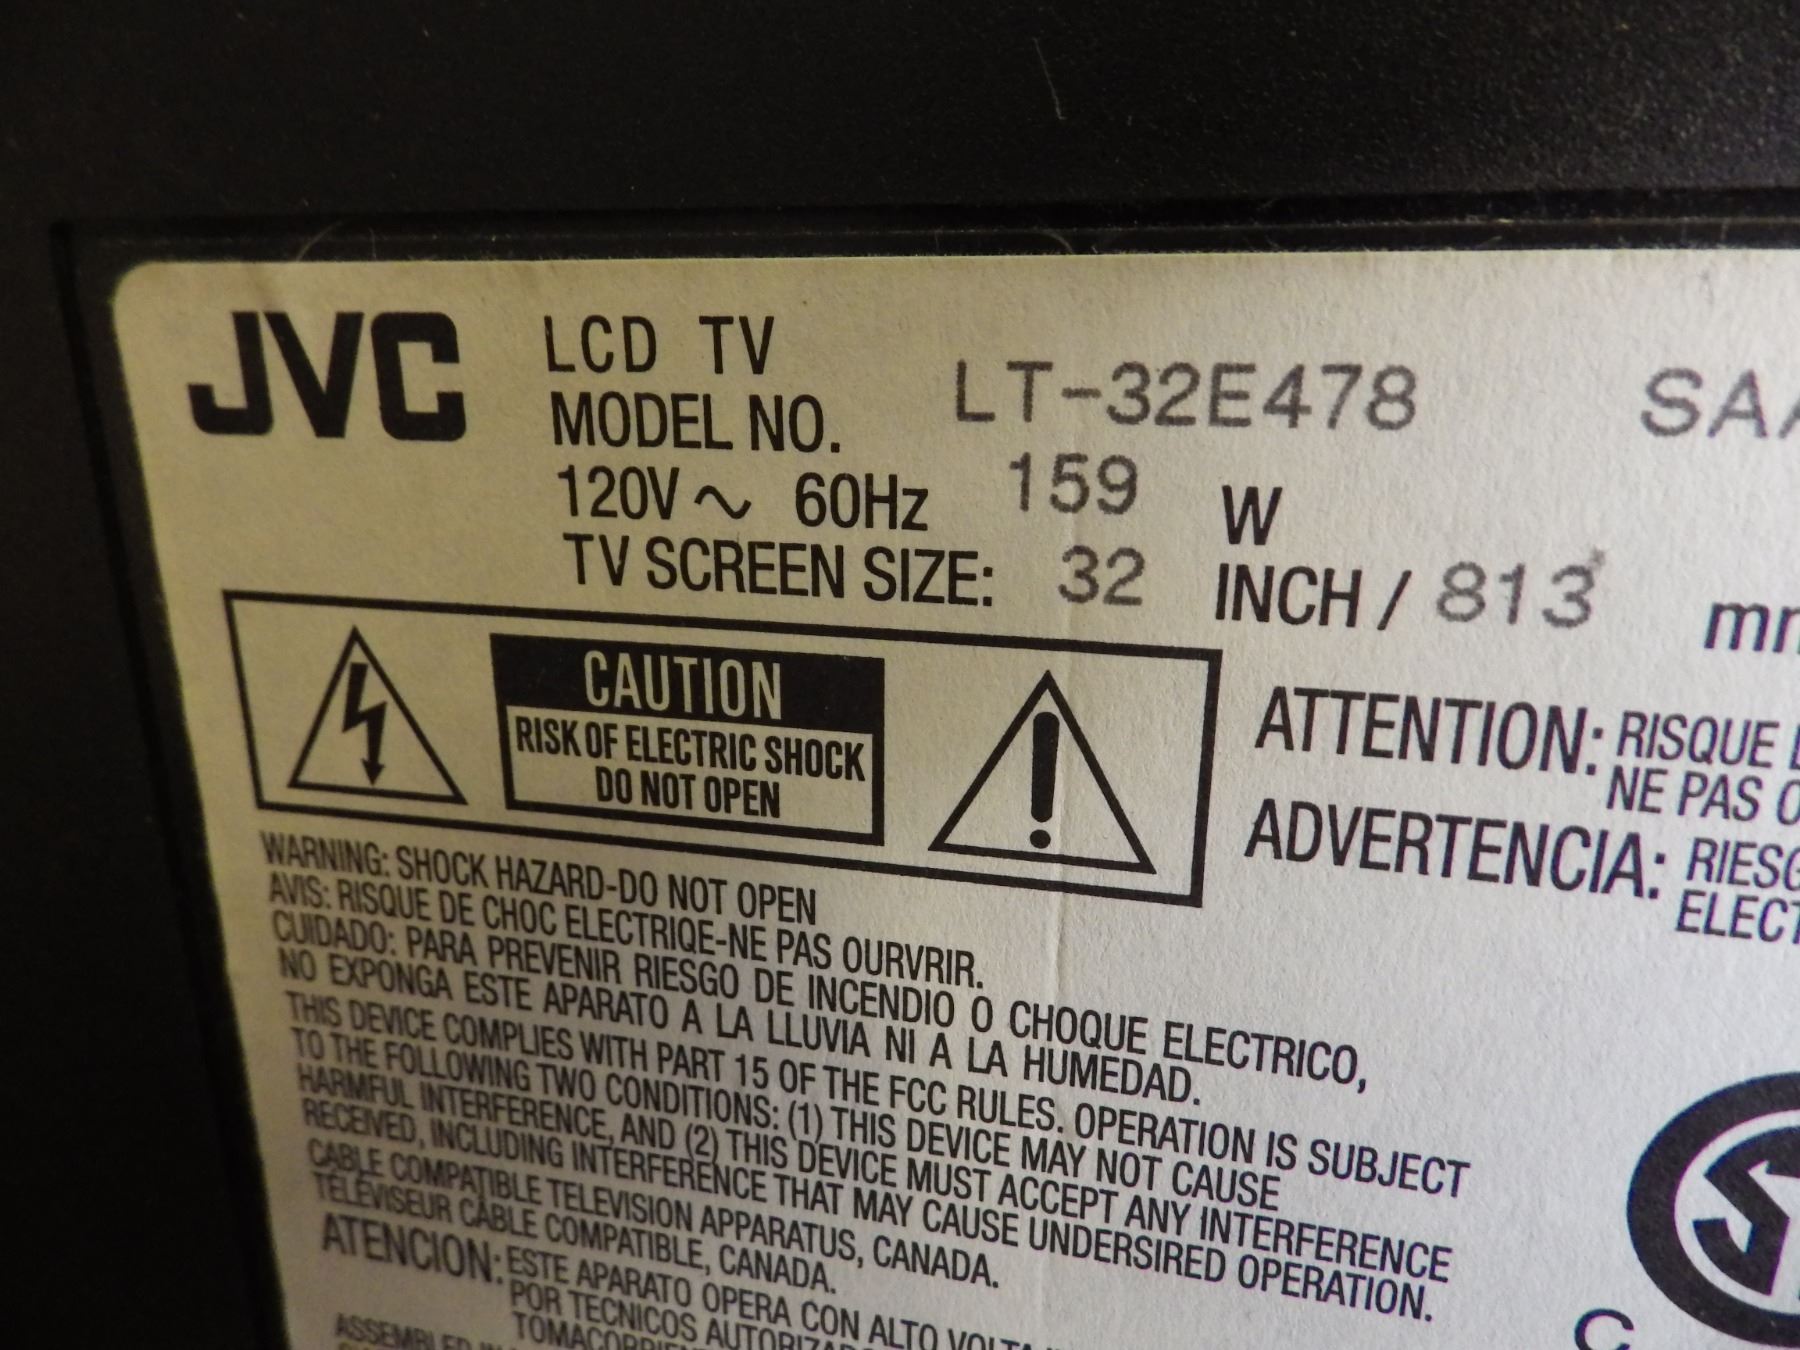 JVC LCD TV
MODEL NO. LT-32E478 SAA
120V ~ 60Hz 159 W
TV SCREEN SIZE: 32 INCH / 813 mm
CAUTION
RISK OF ELECTRIC SHOCK
DO NOT OPEN
ATTENTION: RISQUE
NE PAS
ADVERTENCIA:
WARNING: SHOCK HAZARD-DO NOT OPEN
AVIS: RISQUE DE CHOC ELECTRIQE-NE PAS OURVRIR.
CUIDADO: PARA PREVENIR RIESGO DE INCENDIO O CHOQUE ELECTRICO,
NO EXPONGA ESTE APARATO A LA LLUVIA NI A LA HUMEDAD.
THIS DEVICE COMPLIES WITH PART 15 OF THE FCC RULES. OPERATION IS SUBJECT
TO THE FOLLOWING TWO CONDITIONS: (1) THIS DEVICE MAY NOT CAUSE
HARMFUL INTERFERENCE, AND (2) THIS DEVICE MUST ACCEPT ANY INTERFERENCE
RECEIVED, INCLUDING INTERFERENCE THAT MAY CAUSE UNDERSIRED OPERATION.
CABLE COMPATIBLE TELEVISION APPARATUS, CANADA.
TÉLÉVISEUR CÂBLE COMPATIBLE, CANADA.
ATENCION: ESTE APARATO OPERA CON ALTO
POR TECNICOS
ASSEMBLED IN
C